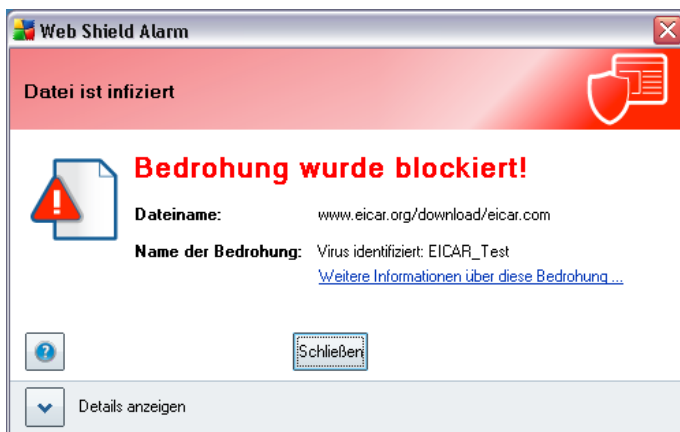 Web Shield Alarm
Datei ist infiziert
Bedrohung wurde blockiert!
Dateiname: www.eicar.org/download/eicar.com
Name der Bedrohung: Virus identifiziert: EICAR_Test
Weitere Informationen über diese Bedrohung ...
Schließen
Details anzeigen